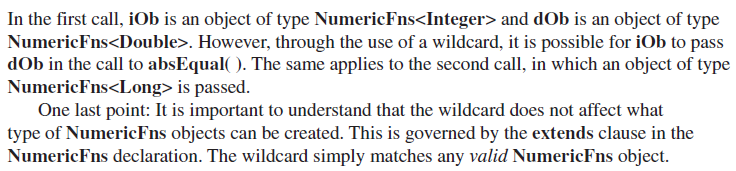 In the first call, iOb is an object of type NumericFns<Integer> and dOb is an object of type
NumericFns<Double>. However, through the use of a wildcard, it is possible for iOb to pass
dOb in the call to absEqual( ). The same applies to the second call, in which an object of type
NumericFns<Long> is passed.
One last point: It is important to understand that the wildcard does not affect what
type of NumericFns objects can be created. This is governed by the extends clause in the
NumericFns declaration. The wildcard simply matches any valid NumericFns object.